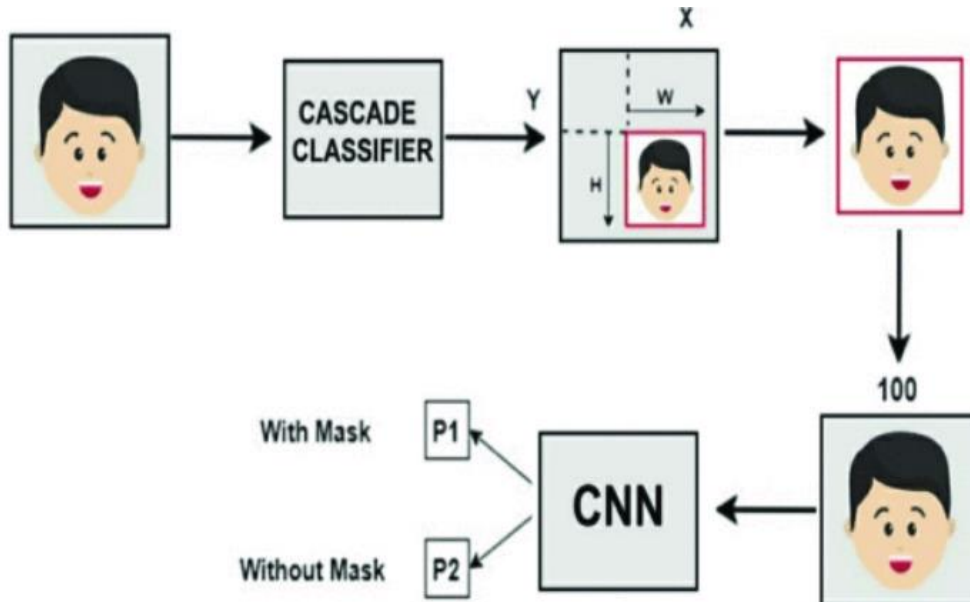 X
CASCADE
CLASSIFIER
Y
W
H
100
With Mask
P1
CNN
Without Mask
P2